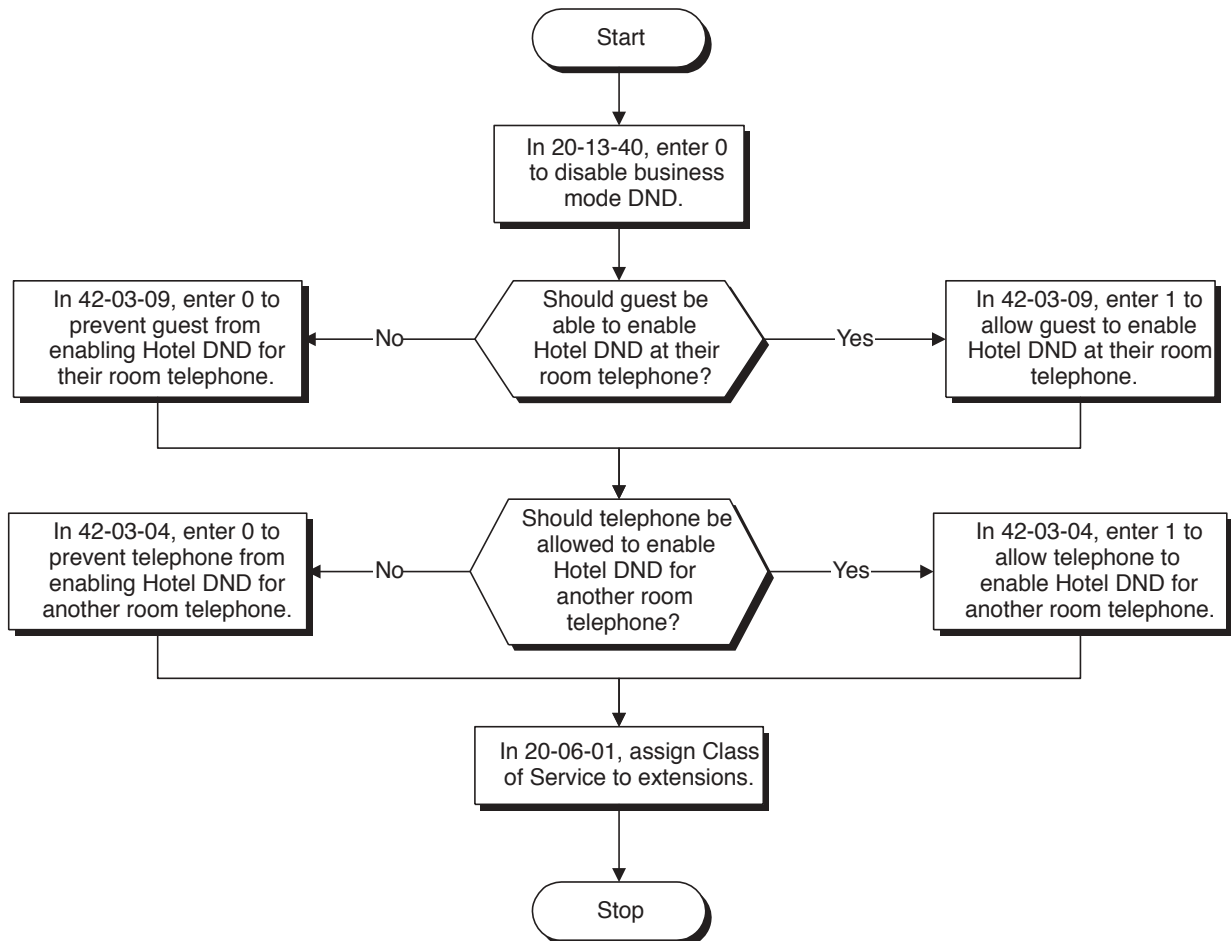 Start
In 20-13-40, enter 0
to disable business
mode DND.
In 42-03-09, enter 0 to
prevent guest from
enabling Hotel DND for
their room telephone.
No
Should guest be
able to enable
Hotel DND at their
room telephone?
Yes
In 42-03-09, enter 1 to
allow guest to enable
Hotel DND at their room
telephone.
In 42-03-04, enter 0 to
prevent telephone from
enabling Hotel DND for
another room telephone.
No
Should telephone be
allowed to enable
Hotel DND for
another room
telephone?
Yes
In 42-03-04, enter 1 to
allow telephone to
enable Hotel DND for
another room telephone.
In 20-06-01, assign Class
of Service to extensions.
Stop